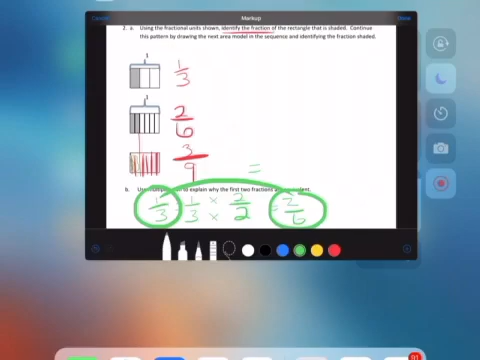 Cancel Markup Done
2. a. Using the fractional units shown, identify the fraction of the rectangle that is shaded. Continue
this pattern by drawing the next area model in the sequence and identifying the fraction shaded.
1
1/3
1
2/6
3/9 =
b. Use multiplication to explain why the first two fractions are equivalent.
1/3 = 1/3 × 2/2 = 2/6
×
91